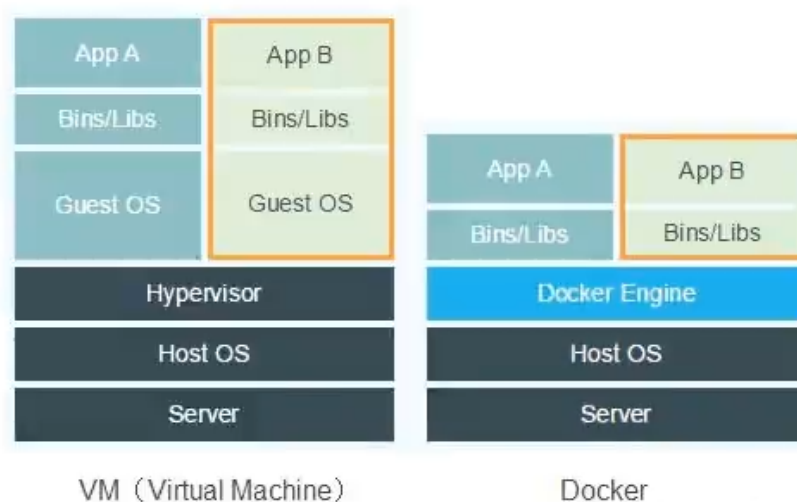 App A
App B
Bins/Libs
Bins/Libs
Guest OS
Guest OS
Hypervisor
Host OS
Server
VM（Virtual Machine）
App A
App B
Bins/Libs
Bins/Libs
Docker Engine
Host OS
Server
Docker